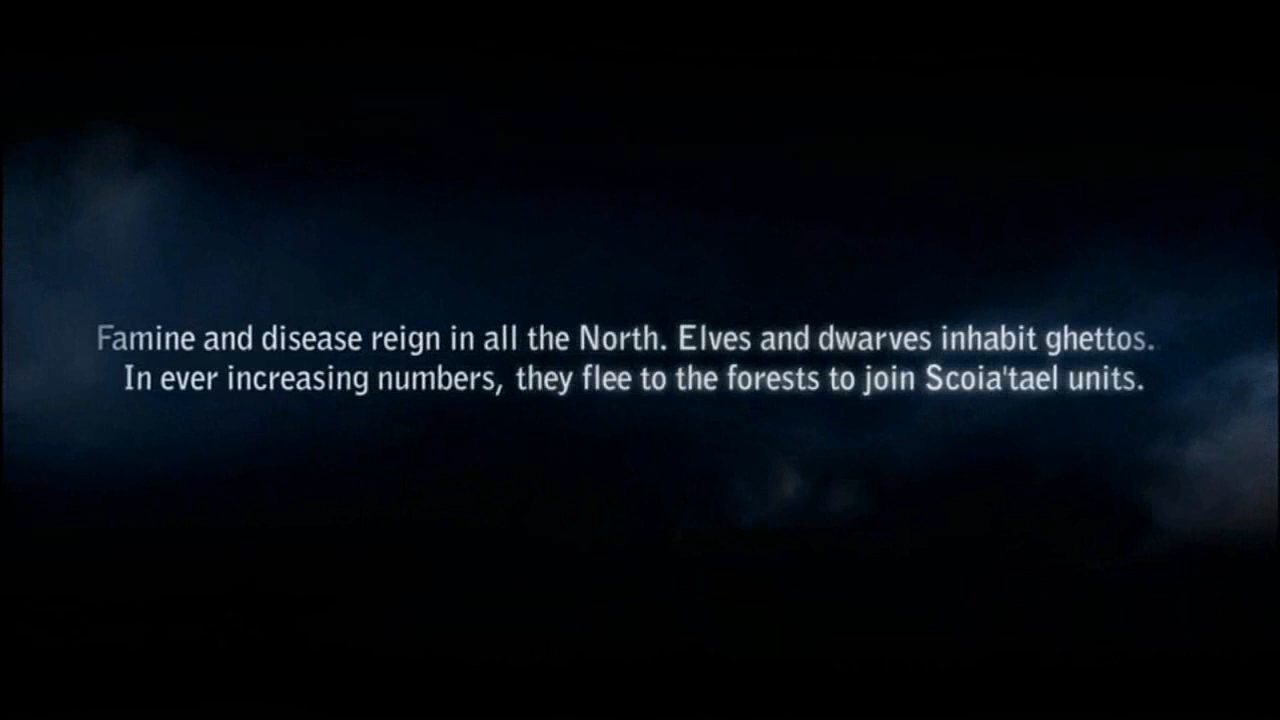 Famine and disease reign in all the North. Elves and dwarves inhabit ghettos.
In ever increasing numbers, they flee to the forests to join Scoia'tael units.